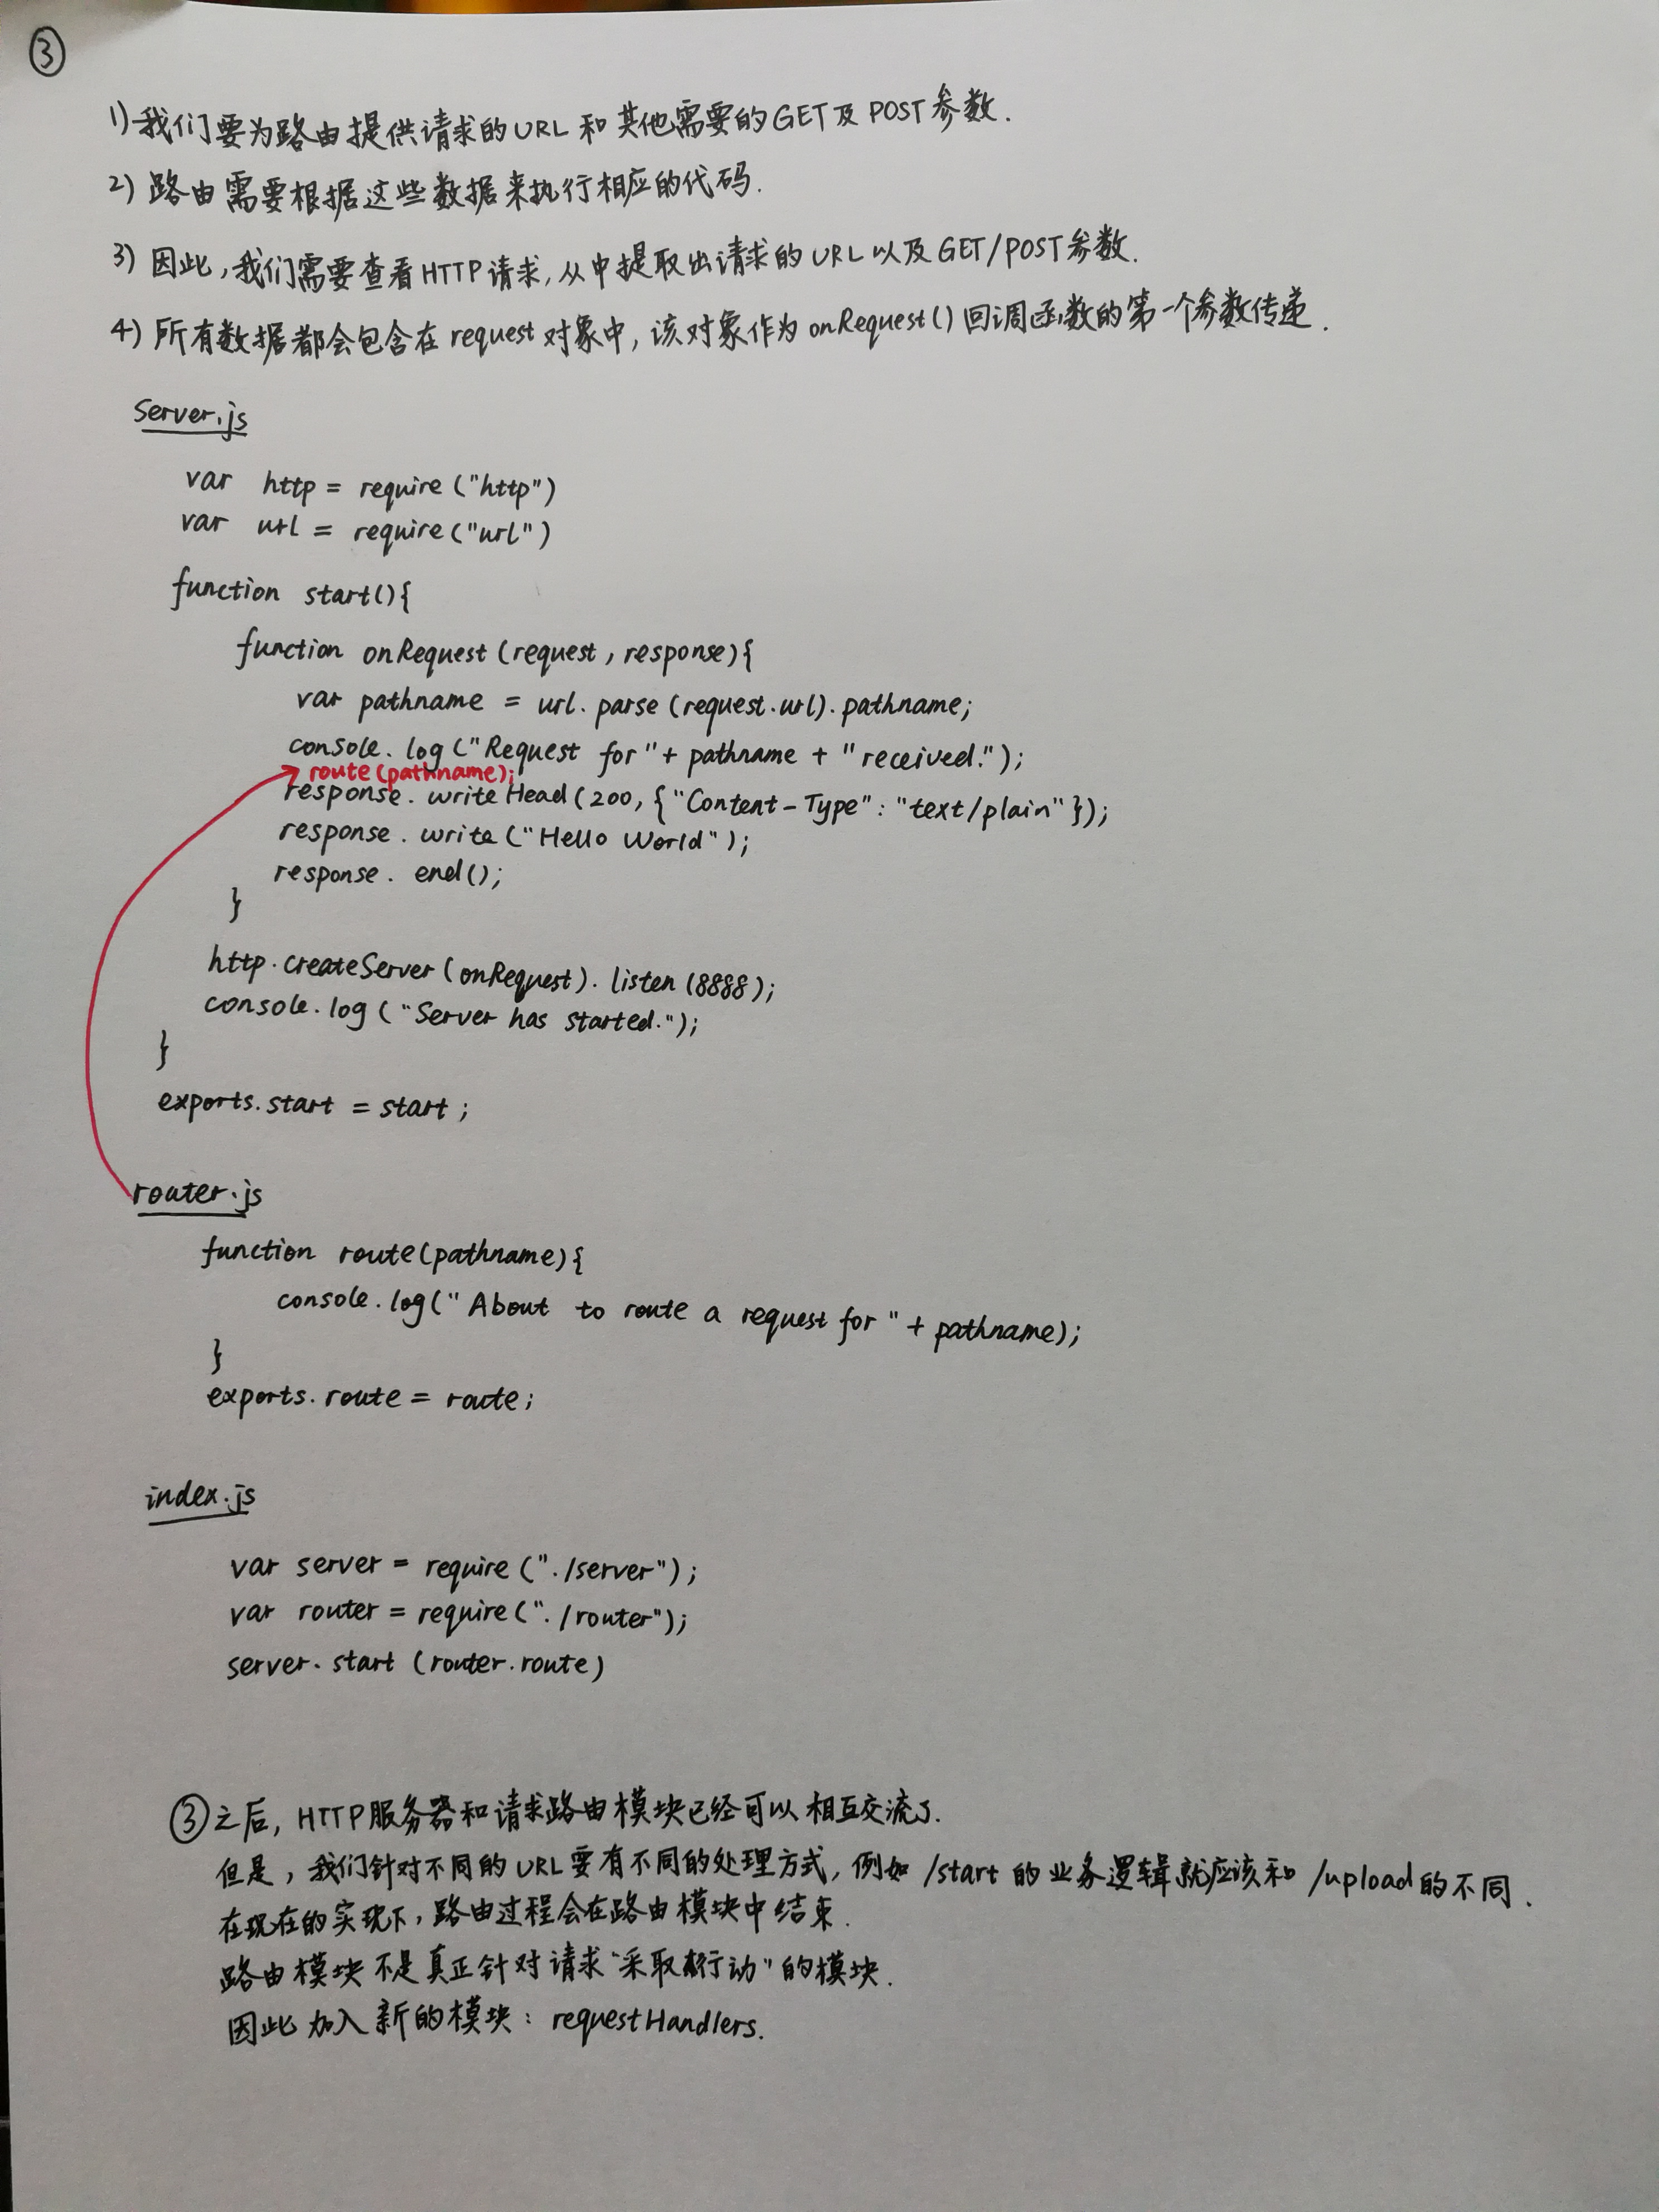 ③
1) 我们要为路由提供请求的URL和其他需要的GET及POST参数.
2) 路由需要根据这些数据来执行相应的代码.
3) 因此,我们需要查看HTTP请求,从中提取出请求的URL以及GET/POST参数.
4) 所有数据都会包含在request对象中,该对象作为onRequest()回调函数的第一个参数传递.
server.js
var http = require("http")
var url = require("url")
function start(){
function onRequest(request, response){
var pathname = url.parse(request.url).pathname;
console.log("Request for"+ pathname + "received.");
route(pathname);
response.writeHead(200, {"Content-Type": "text/plain"});
response.write("Hello World");
response.end();
}
http.createServer(onRequest).listen(8888);
console.log("Server has started.");
}
exports.start = start;
router.js
function route(pathname){
console.log("About to route a request for" + pathname);
}
exports.route = route;
index.js
var server = require("./server");
var router = require("./router");
server.start(router.route)
③之后, HTTP服务器和请求路由模块已经可以相互交流了.
但是,我们针对不同的URL要有不同的处理方式,例如/start的业务逻辑就应该和/upload的不同.
在现在的实现下,路由过程会在路由模块中结束.
路由模块不是真正针对请求"采取行动"的模块.
因此加入新的模块: requestHandlers.